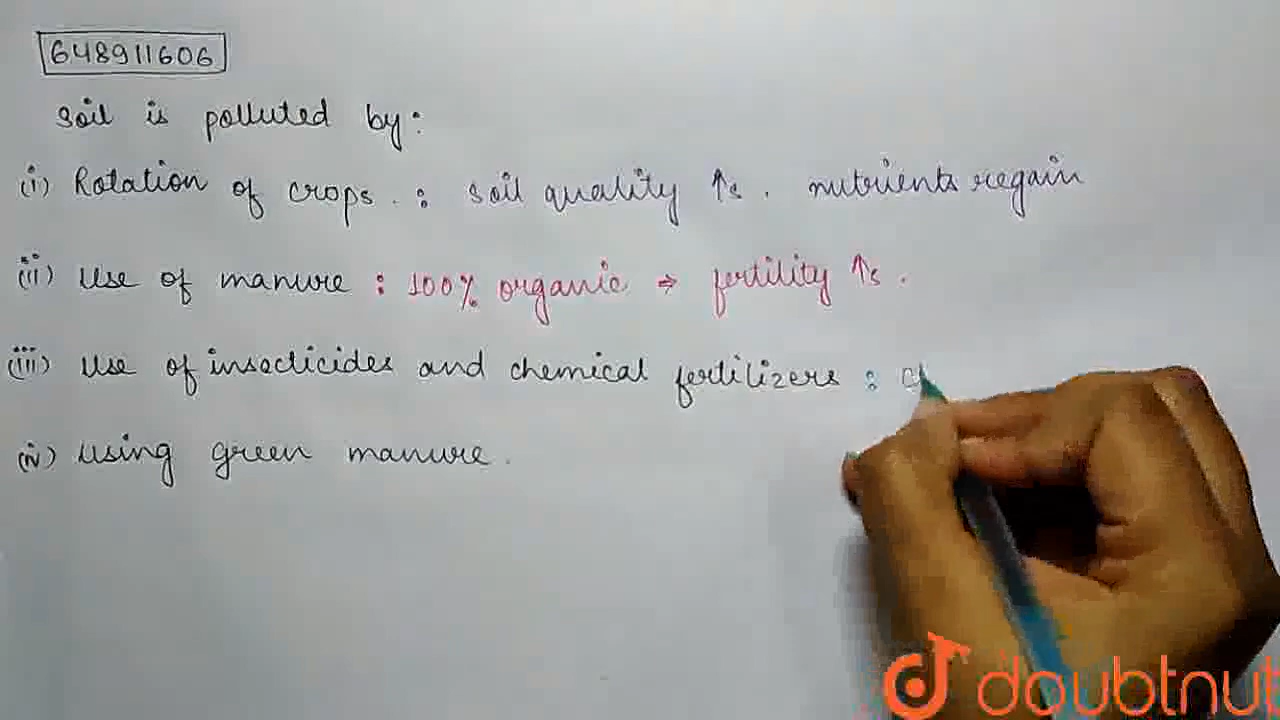 648911606
Soil is polluted by:
(i) Rotation of crops. : Soil quality ↑s. nutrients regain
(ii) Use of manure : 100% organic ⇒ fertility ↑s.
(iii) Use of insecticides and chemical fertilizers : c
(iv) Using green manure.
doubtnut